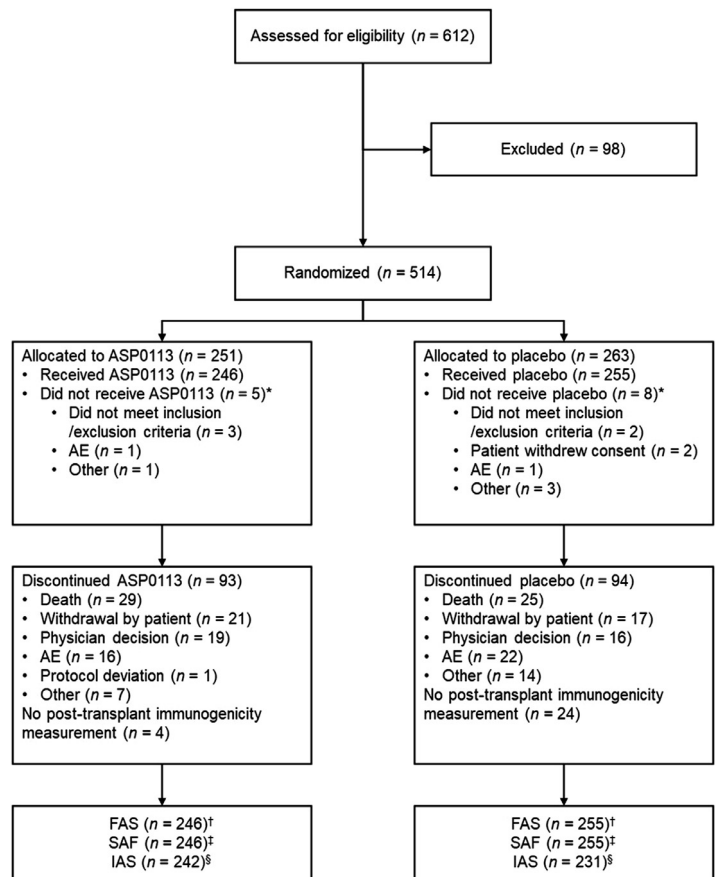 Assessed for eligibility (n = 612)
Excluded (n = 98)
Randomized (n = 514)
Allocated to ASP0113 (n = 251)
• Received ASP0113 (n = 246)
• Did not receive ASP0113 (n = 5)*
• Did not meet inclusion
/exclusion criteria (n = 3)
• AE (n = 1)
• Other (n = 1)
Allocated to placebo (n = 263)
• Received placebo (n = 255)
• Did not receive placebo (n = 8)*
• Did not meet inclusion
/exclusion criteria (n = 2)
• Patient withdrew consent (n = 2)
• AE (n = 1)
• Other (n = 3)
Discontinued ASP0113 (n = 93)
• Death (n = 29)
• Withdrawal by patient (n = 21)
• Physician decision (n = 19)
• AE (n = 16)
• Protocol deviation (n = 1)
• Other (n = 7)
No post-transplant immunogenicity
measurement (n = 4)
Discontinued placebo (n = 94)
• Death (n = 25)
• Withdrawal by patient (n = 17)
• Physician decision (n = 16)
• AE (n = 22)
• Other (n = 14)
No post-transplant immunogenicity
measurement (n = 24)
FAS (n = 246)†
SAF (n = 246)‡
IAS (n = 242)§
FAS (n = 255)†
SAF (n = 255)‡
IAS (n = 231)§